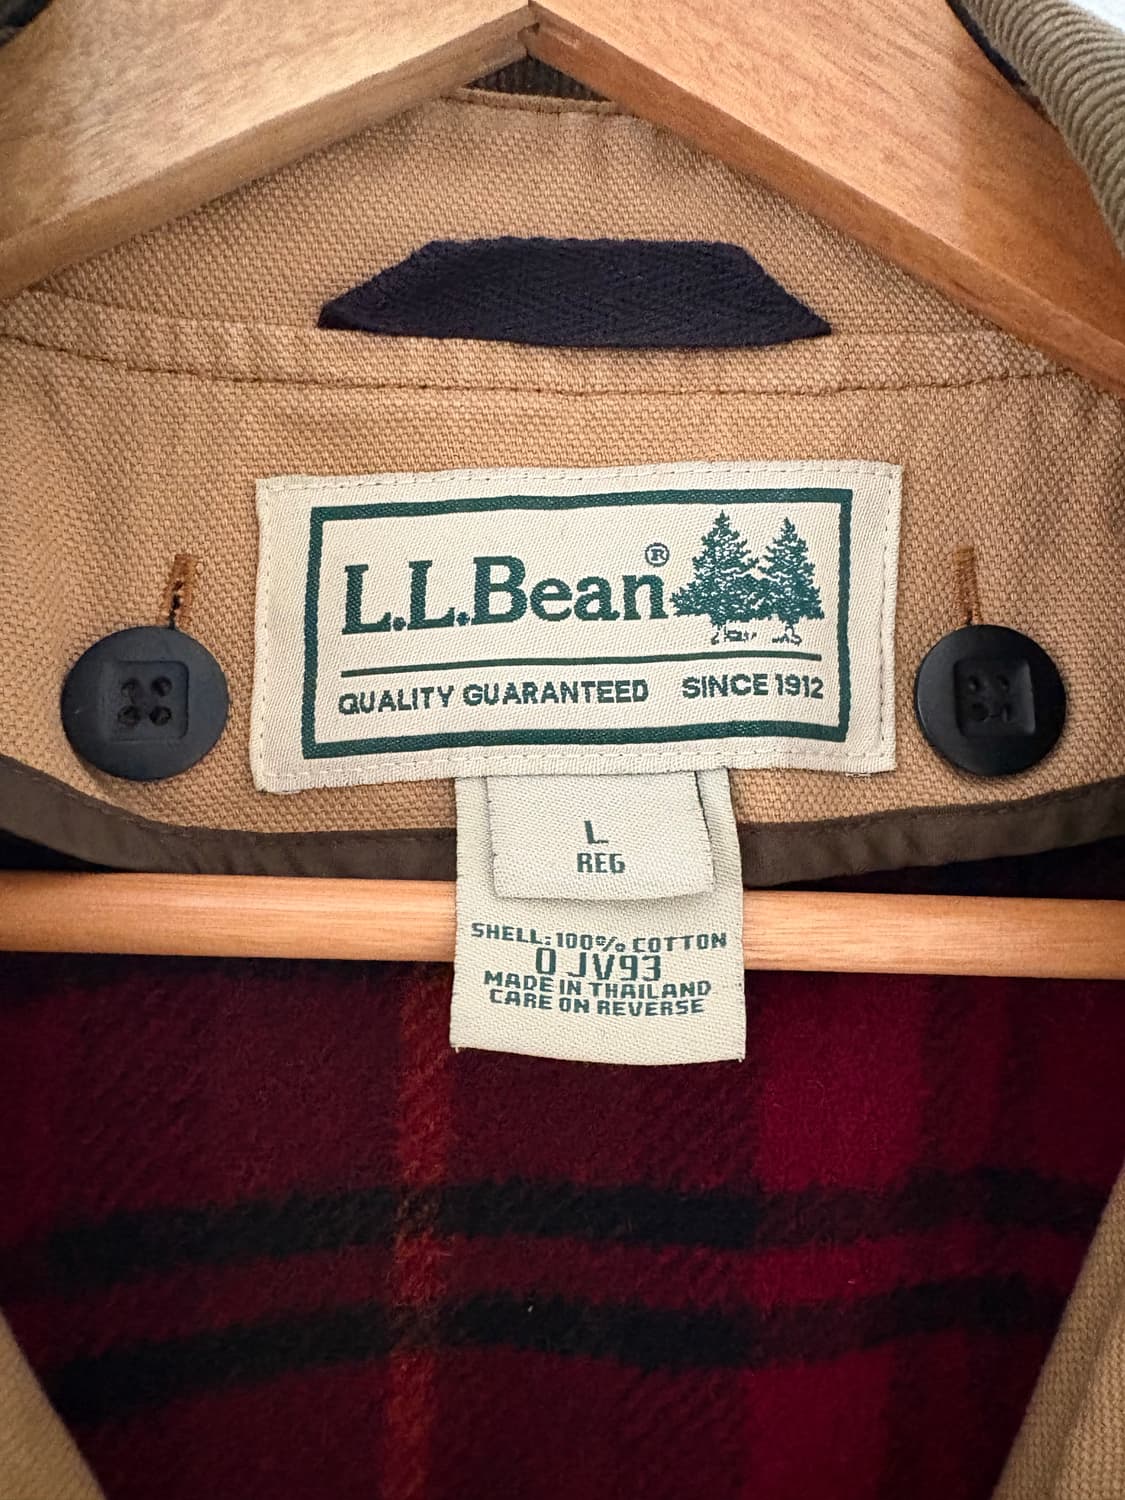 L.L.Bean®
QUALITY GUARANTEED SINCE 1912
L
REG
SHELL: 100% COTTON
0 JV93
MADE IN THAILAND
CARE ON REVERSE